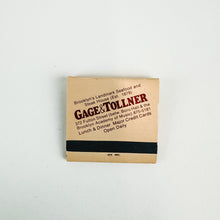 Brooklyn's Landmark Seafood and
Steak House (Est. 1879)
GAGE & TOLLNER
372 Fulton Street (betw. Boro Hall & the
Brooklyn Academy of Music) 875-5181
Lunch & Dinner, Major Credit Cards
Open Daily